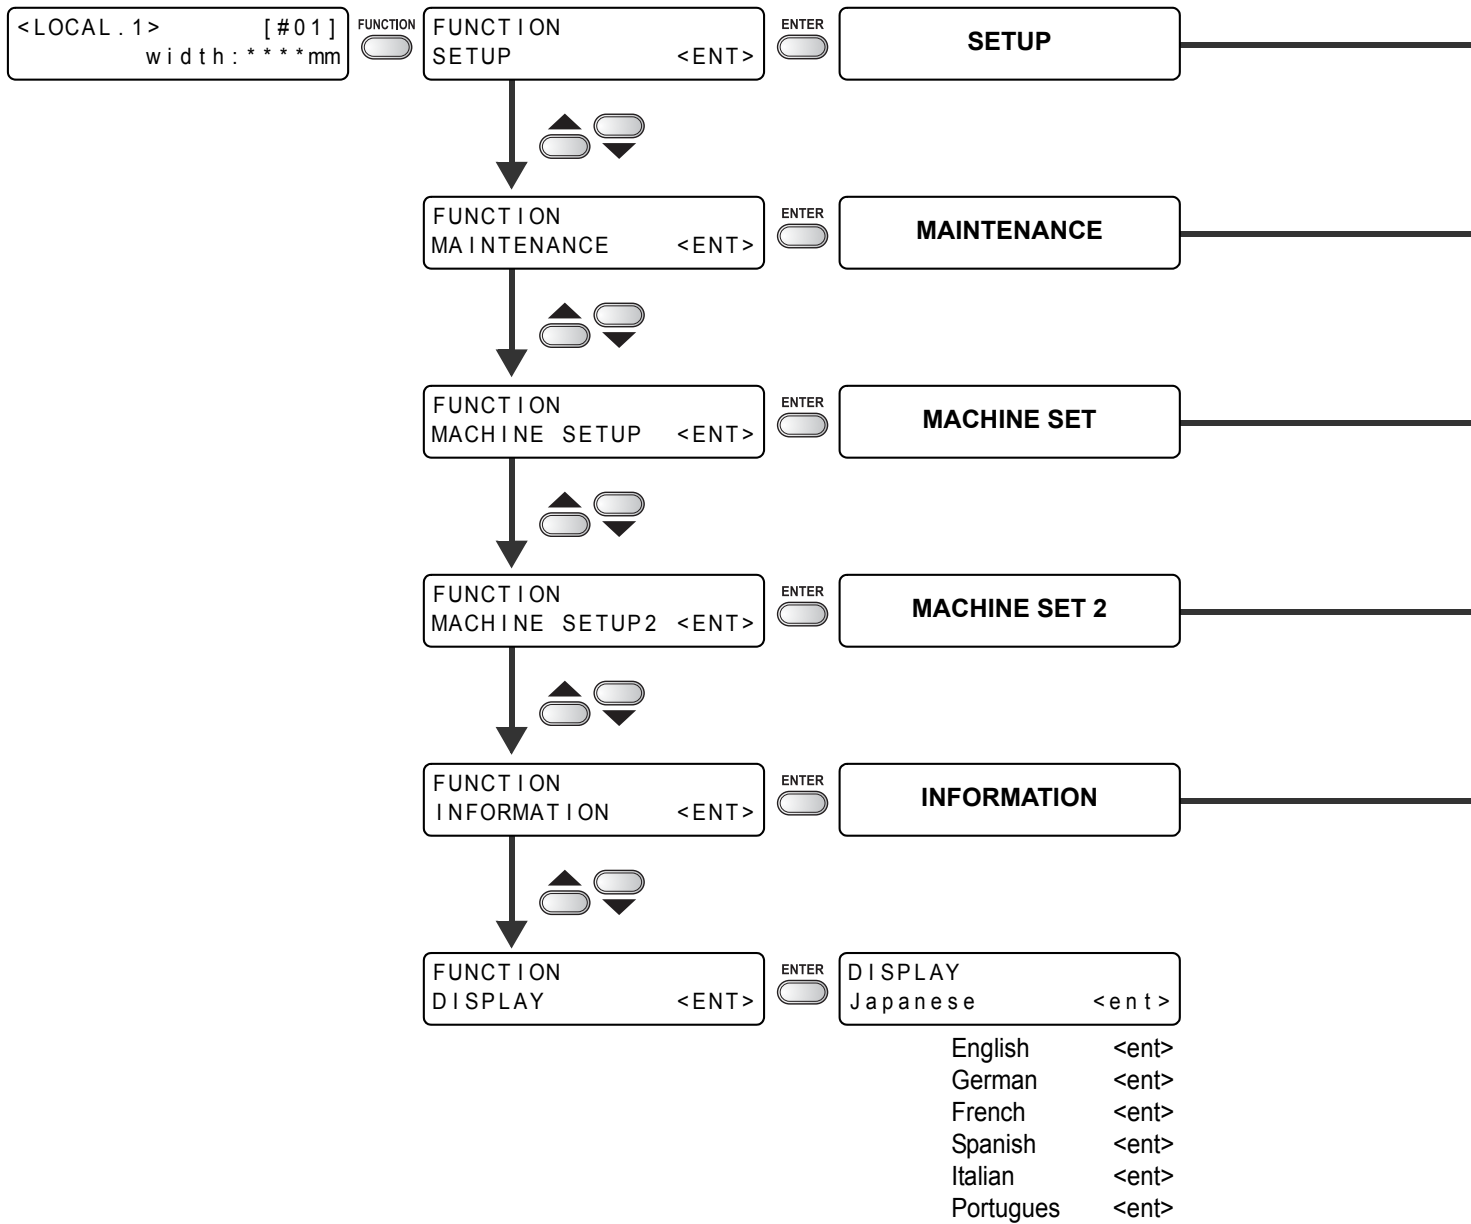 <LOCAL.1> [#01]
width:****mm
FUNCTION
FUNCTION
SETUP <ENT>
ENTER
SETUP
FUNCTION
MAINTENANCE <ENT>
ENTER
MAINTENANCE
FUNCTION
MACHINE SETUP <ENT>
ENTER
MACHINE SET
FUNCTION
MACHINE SETUP2 <ENT>
ENTER
MACHINE SET 2
FUNCTION
INFORMATION <ENT>
ENTER
INFORMATION
FUNCTION
DISPLAY <ENT>
ENTER
DISPLAY
Japanese <ent>
English <ent>
German <ent>
French <ent>
Spanish <ent>
Italian <ent>
Portugues <ent>